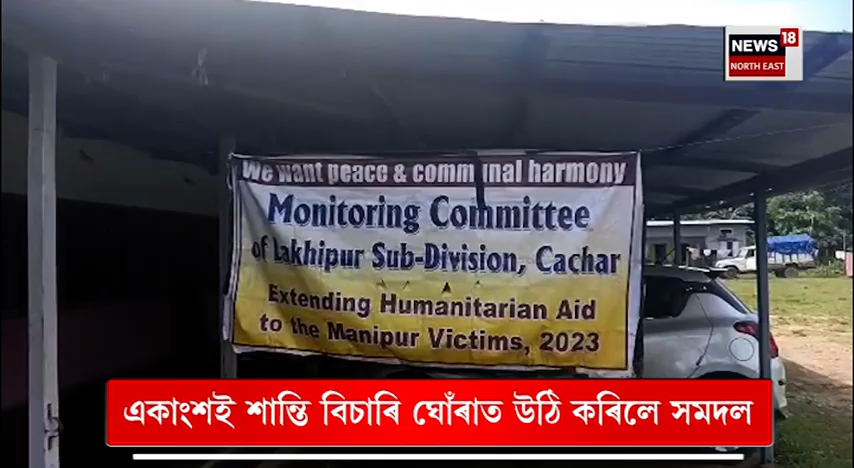 NEWS 18
NORTH EAST
We want peace & communal harmony
Monitoring Committee
of Lakhipur Sub-Division, Cachar
Extending Humanitarian Aid
to the Manipur Victims, 2023
একাংশই শান্তি বিচাৰি ঘোঁৰাত উঠি কৰিলে সমদল